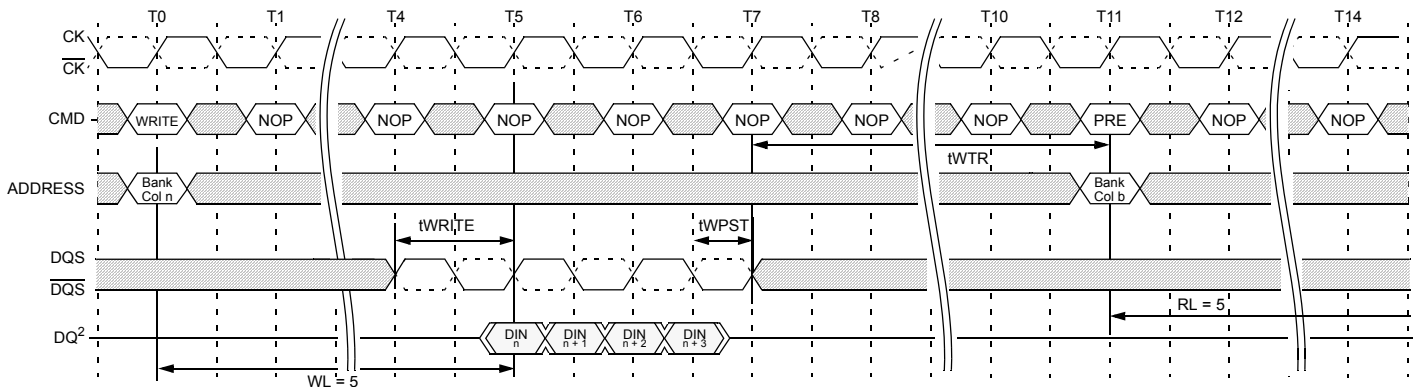 T0 T1 T4 T5 T6 T7 T8 T10 T11 T12 T14
CK
CK
CMD WRITE NOP NOP NOP NOP NOP NOP NOP PRE NOP NOP
tWTR
ADDRESS Bank Col n Bank Col b
tWRITE tWPST
DQS
DQS
RL = 5
DQ² DIN n DIN n + 1 DIN n + 2 DIN n + 3
WL = 5